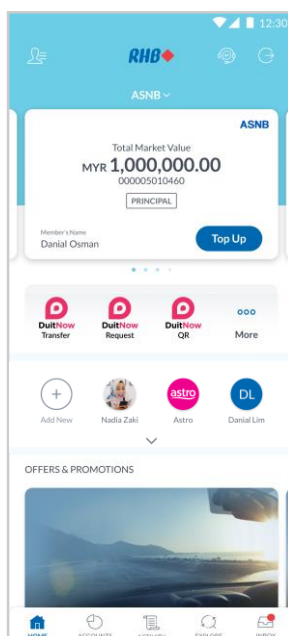 12:30
RHB
ASNB
ASNB
Total Market Value
MYR 1,000,000.00
000005010460
PRINCIPAL
Member's Name
Danial Osman
Top Up
DuitNow
Transfer
DuitNow
Request
DuitNow
QR
More
Add New
Nadia Zaki
astro
Astro
DL
Danial Lim
OFFERS & PROMOTIONS
HOME
ACCOUNTS
ACTIVITY
EXPLORE
INBOX